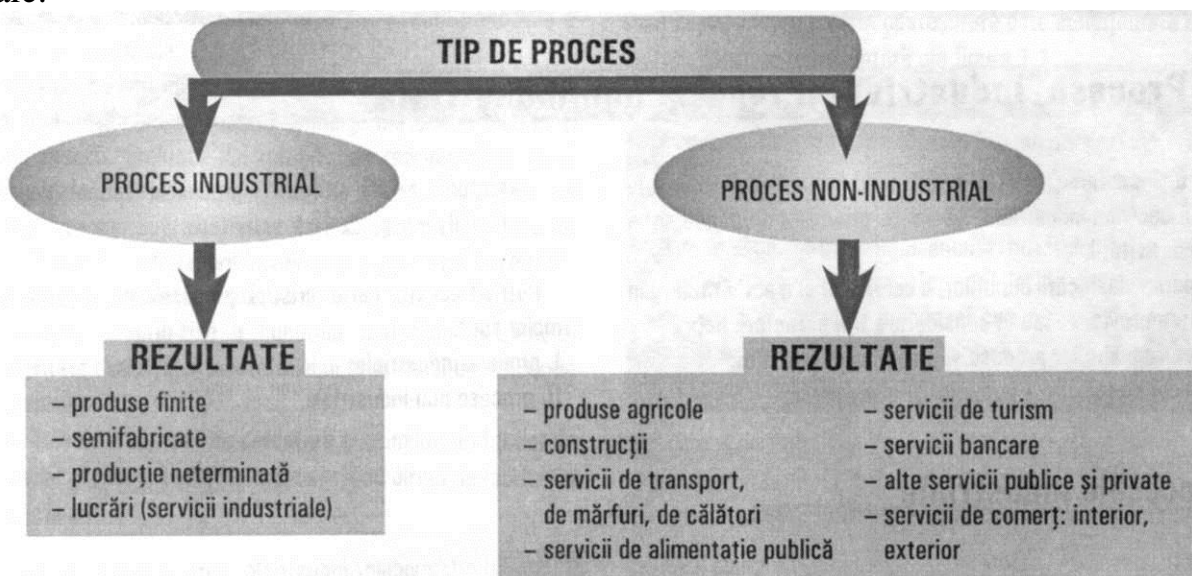 TIP DE PROCES
PROCES INDUSTRIAL
PROCES NON-INDUSTRIAL
REZULTATE
– produse finite
– semifabricate
– producție neterminată
– lucrări (servicii industriale)
REZULTATE
– produse agricole
– construcții
– servicii de transport,
de mărfuri, de călători
– servicii de alimentație publică
– servicii de turism
– servicii bancare
– alte servicii publice și private
– servicii de comerț: interior,
exterior